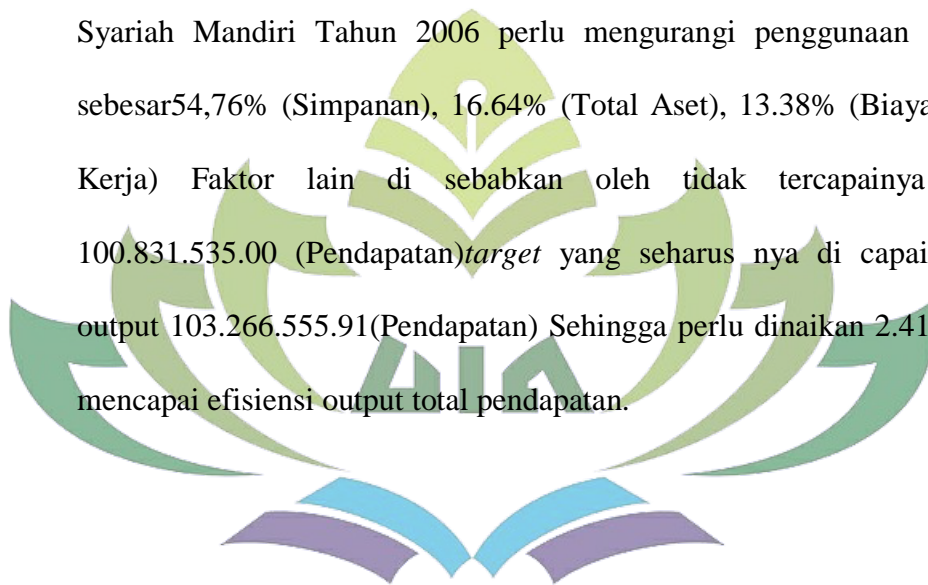 Syariah Mandiri Tahun 2006 perlu mengurangi penggunaan
sebesar54,76% (Simpanan), 16.64% (Total Aset), 13.38% (Biaya
Kerja) Faktor lain di sebabkan oleh tidak tercapainya
100.831.535.00 (Pendapatan)target yang seharus nya di capai
output 103.266.555.91(Pendapatan) Sehingga perlu dinaikan 2.41
UIN
mencapai efisiensi output total pendapatan.